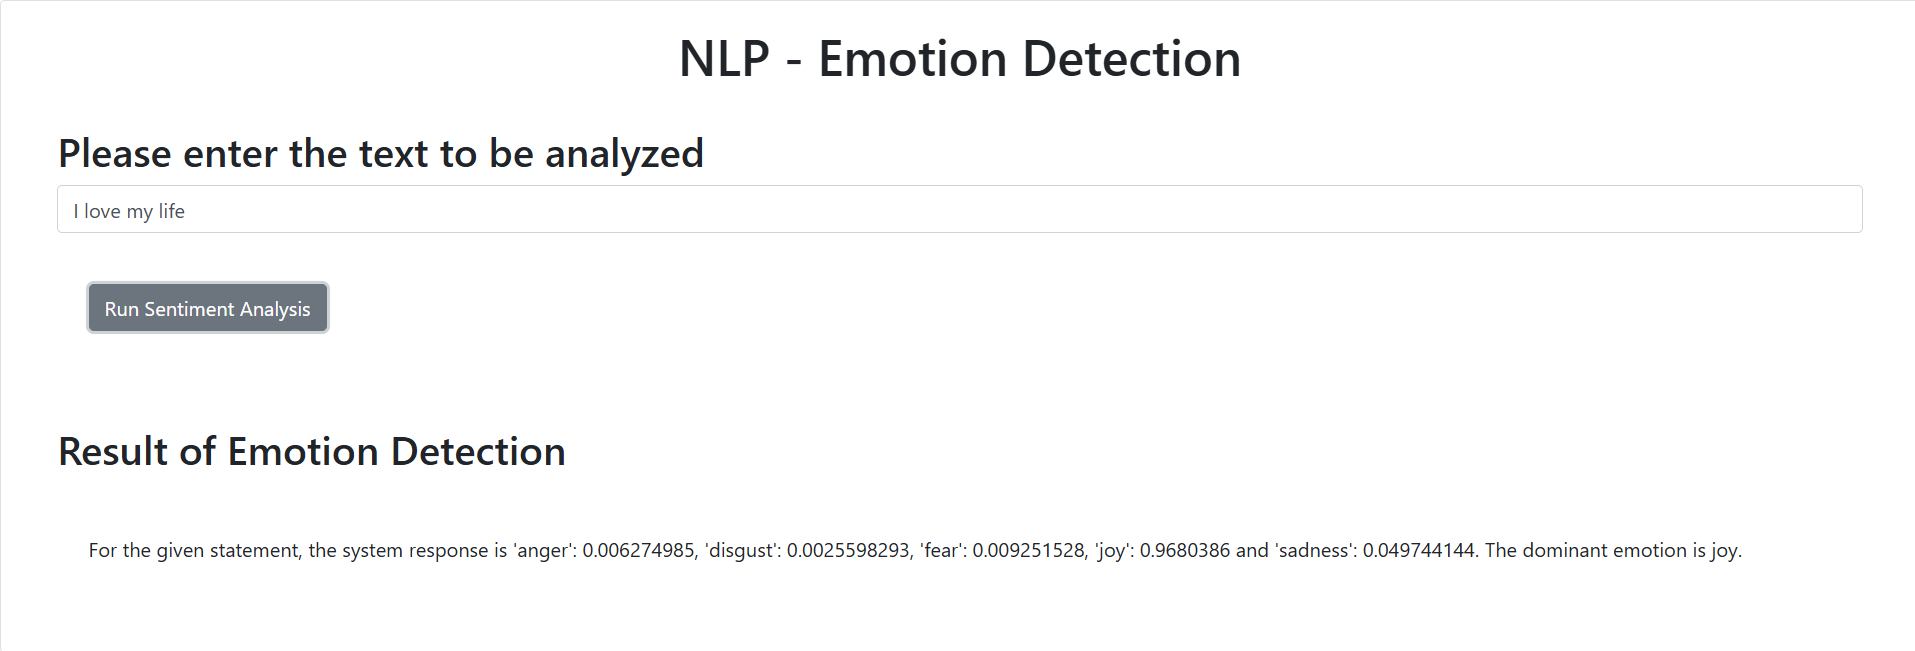 NLP - Emotion Detection
Please enter the text to be analyzed
I love my life
Run Sentiment Analysis
Result of Emotion Detection
For the given statement, the system response is 'anger': 0.006274985, 'disgust': 0.0025598293, 'fear': 0.009251528, 'joy': 0.9680386 and 'sadness': 0.049744144. The dominant emotion is joy.